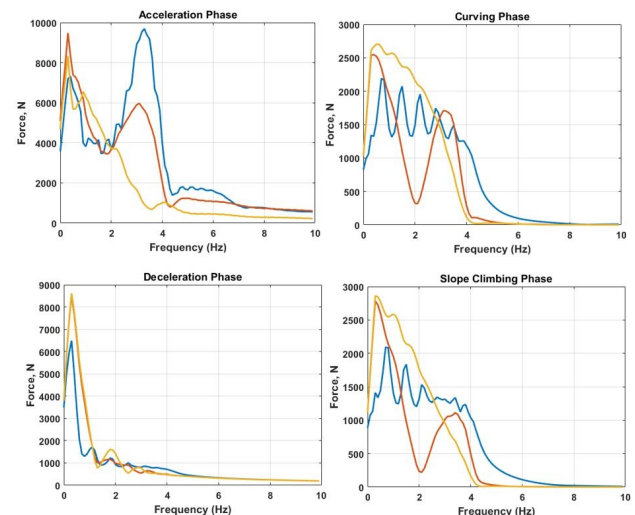 Acceleration Phase
10000
8000
6000
4000
2000
0
Force, N
0 2 4 6 8 10
Frequency (Hz)
Curving Phase
3000
2500
2000
1500
1000
500
0
Force, N
0 2 4 6 8 10
Frequency (Hz)
Deceleration Phase
9000
8000
7000
6000
5000
4000
3000
2000
1000
0
Force, N
0 2 4 6 8 10
Frequency (Hz)
Slope Climbing Phase
3000
2500
2000
1500
1000
500
0
Force, N
0 2 4 6 8 10
Frequency (Hz)